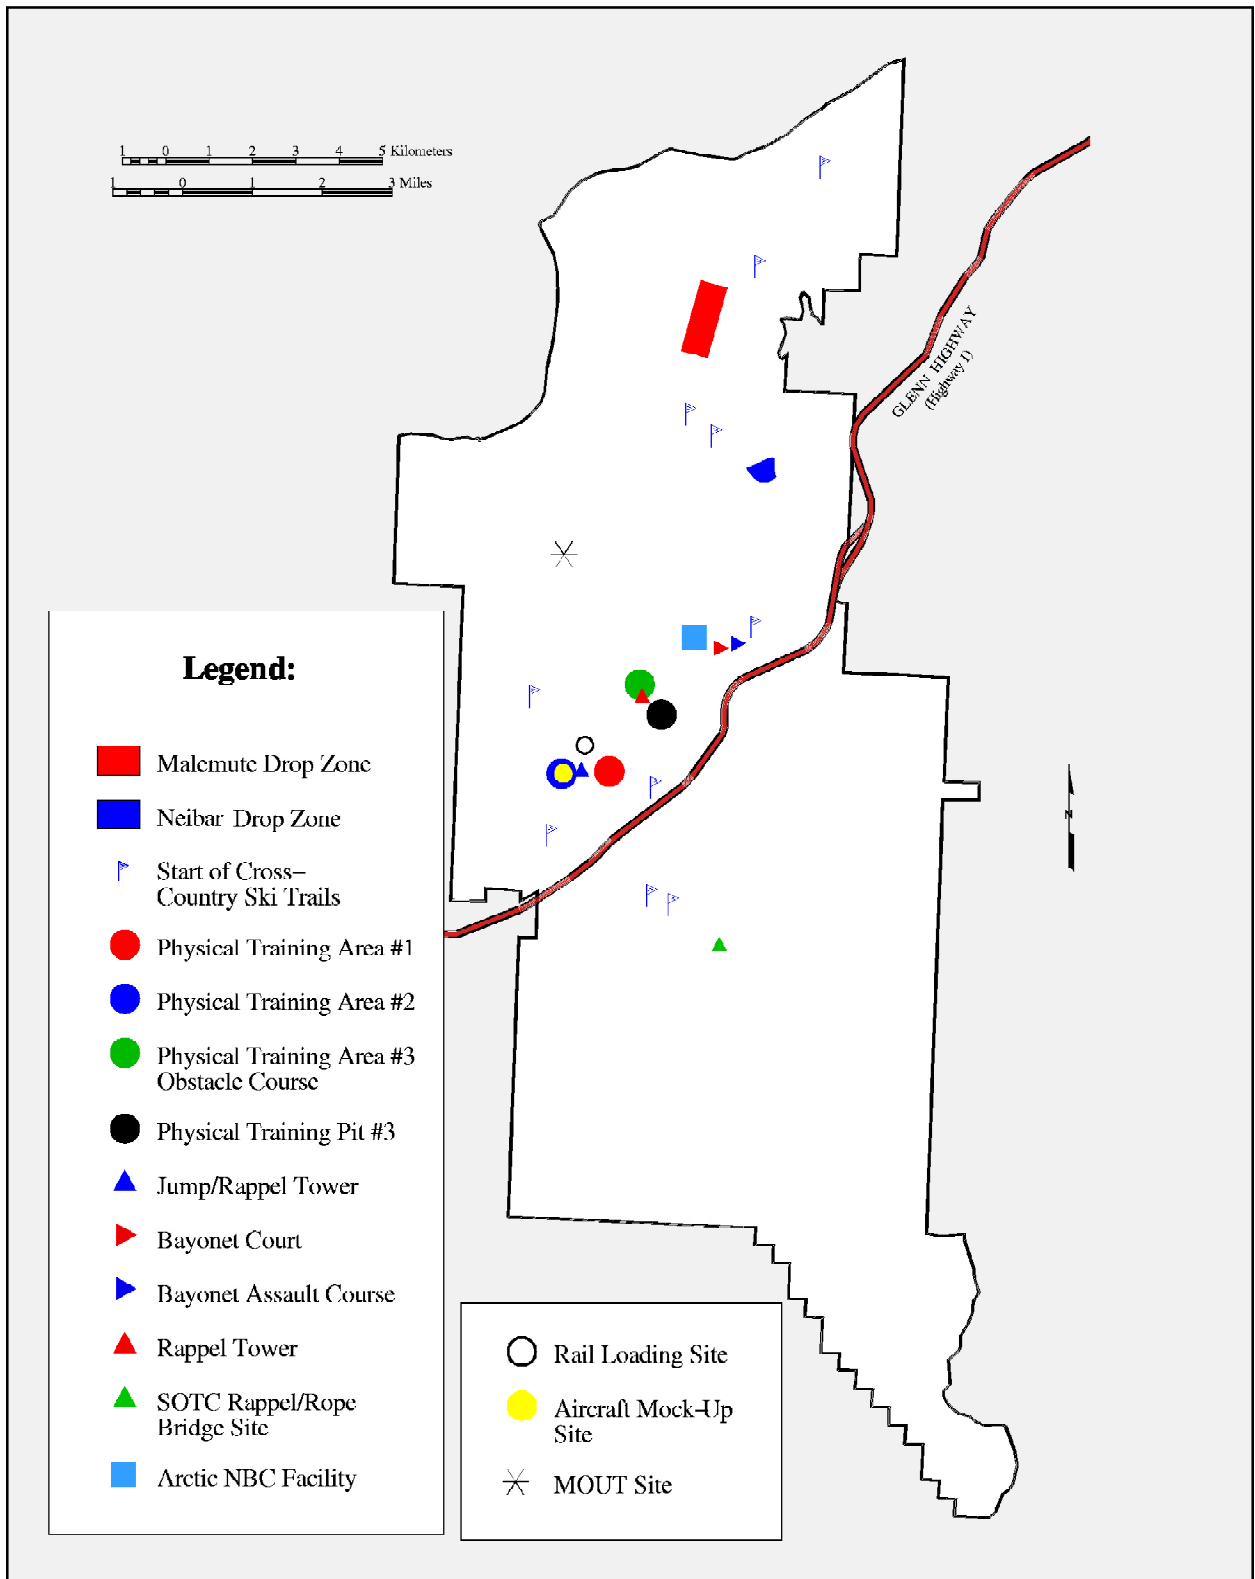 1 0 1 2 3 4 5 Kilometers
1 0 1 2 3 Miles
GLENN HIGHWAY
(Highway 1)
N
Legend:
Malemute Drop Zone
Neibar Drop Zone
Start of Cross-
Country Ski Trails
Physical Training Area #1
Physical Training Area #2
Physical Training Area #3
Obstacle Course
Physical Training Pit #3
Jump/Rappel Tower
Bayonet Court
Bayonet Assault Course
Rappel Tower
SOTC Rappel/Rope
Bridge Site
Arctic NBC Facility
Rail Loading Site
Aircraft Mock-Up
Site
MOUT Site